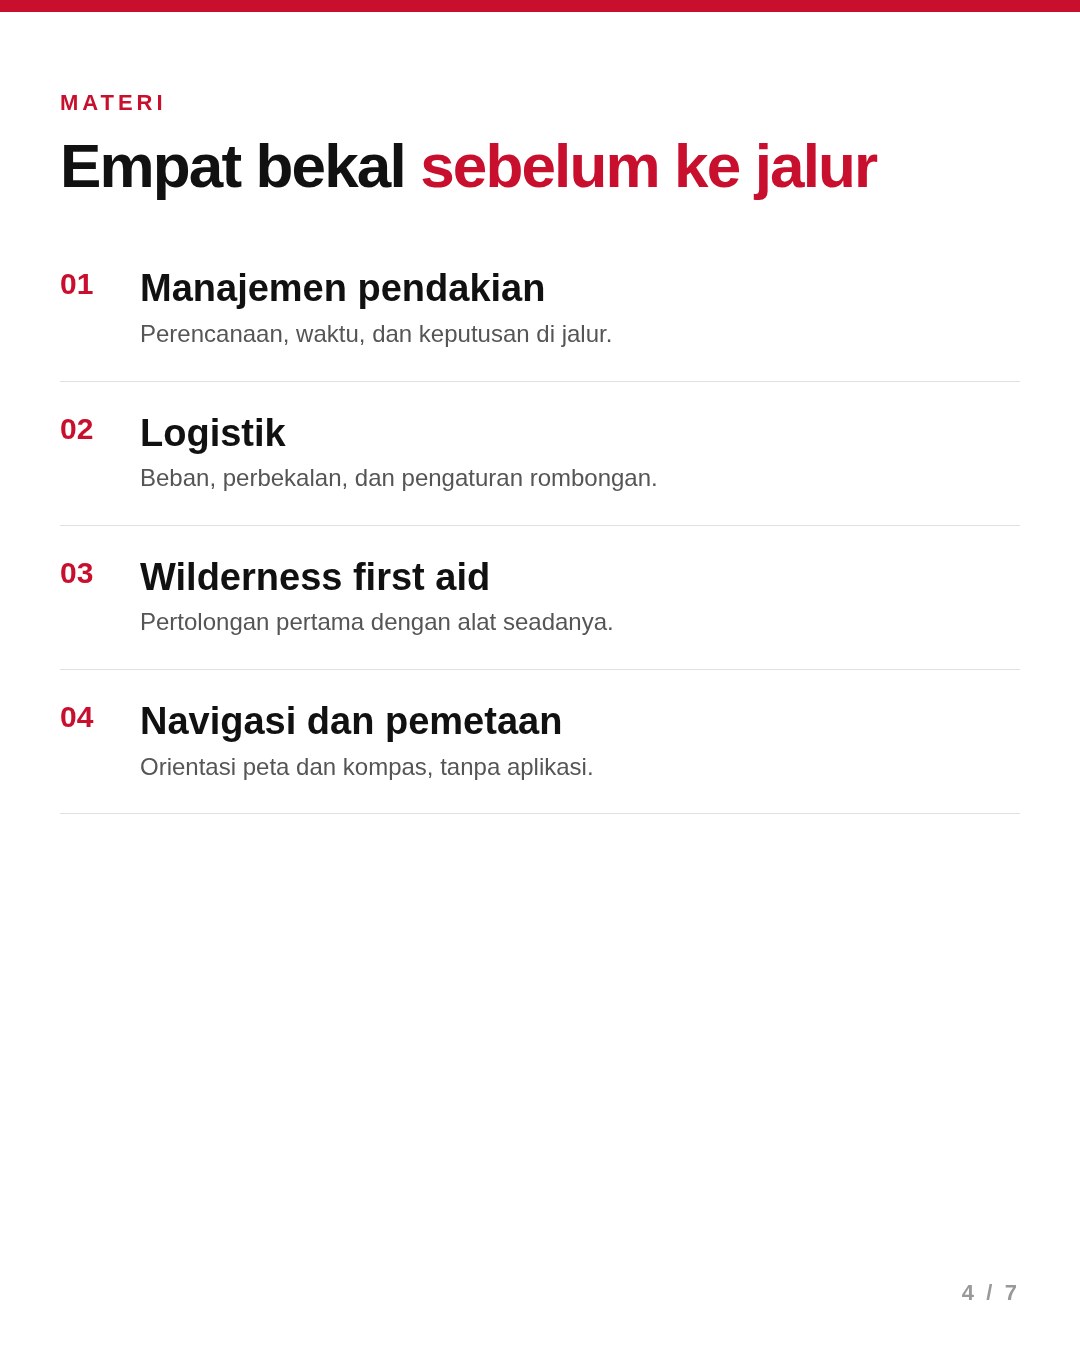 MATERI
Empat bekal sebelum ke jalur
01
Manajemen pendakian
Perencanaan, waktu, dan keputusan di jalur.
02
Logistik
Beban, perbekalan, dan pengaturan rombongan.
03
Wilderness first aid
Pertolongan pertama dengan alat seadanya.
04
Navigasi dan pemetaan
Orientasi peta dan kompas, tanpa aplikasi.
4 / 7